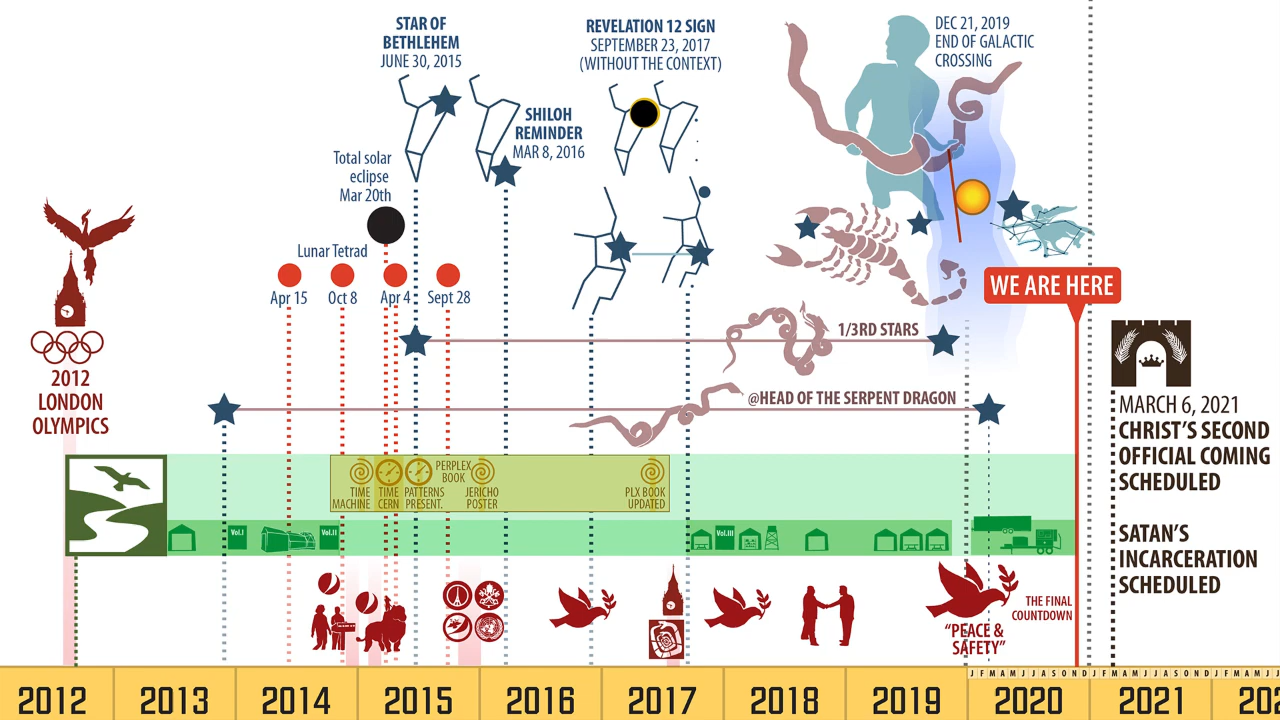 STAR OF
BETHLEHEM
JUNE 30, 2015
REVELATION 12 SIGN
SEPTEMBER 23, 2017
(WITHOUT THE CONTEXT)
DEC 21, 2019
END OF GALACTIC
CROSSING
SHILOH
REMINDER
MAR 8, 2016
Total solar
eclipse
Mar 20th
Lunar Tetrad
Apr 15
Oct 8
Apr 4
Sept 28
WE ARE HERE
1/3RD STARS
@HEAD OF THE SERPENT DRAGON
2012
LONDON
OLYMPICS
MARCH 6, 2021
CHRIST'S SECOND
OFFICIAL COMING
SCHEDULED
SATAN'S
INCARCERATION
SCHEDULED
TIME
MACHINE
TIME
CERN
PATTERNS
PRESENT.
PERPLEX
BOOK
JERICHO
POSTER
PLX BOOK
UPDATED
Vol.I
Vol.II
Vol.III
THE FINAL
COUNTDOWN
"PEACE &
SAFETY"
J F M A M J J A S O N D J F M A M J J A S O N D J F M A M J J
2012 2013 2014 2015 2016 2017 2018 2019 2020 2021 202